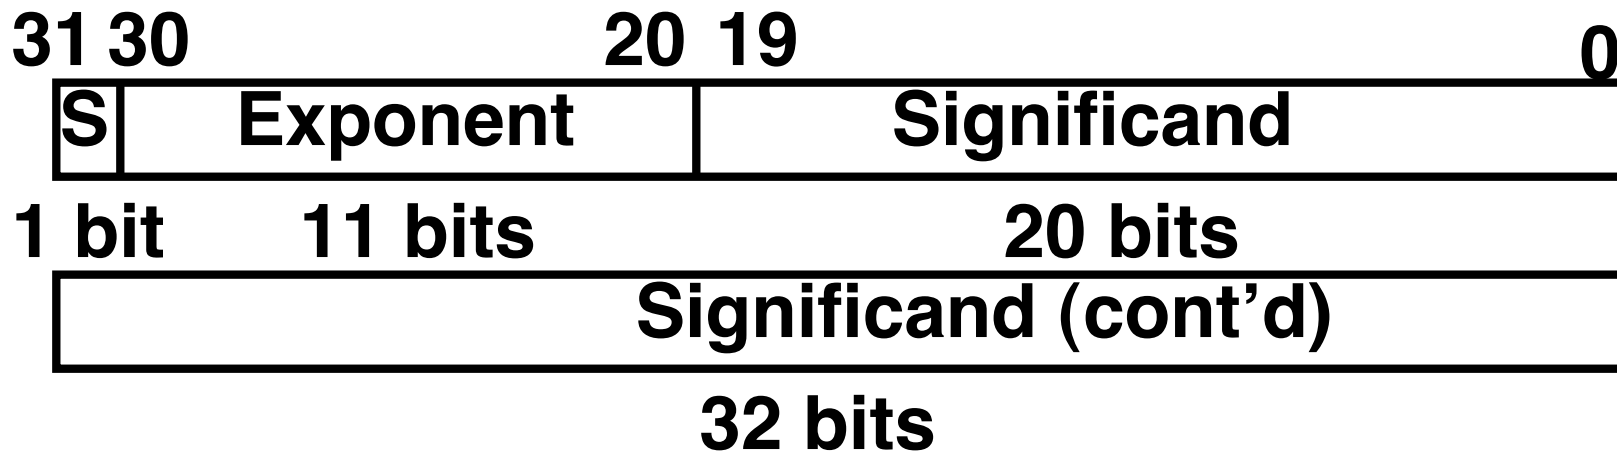 31 30 20 19 0
S Exponent Significand
1 bit 11 bits 20 bits
Significand (cont’d)
32 bits